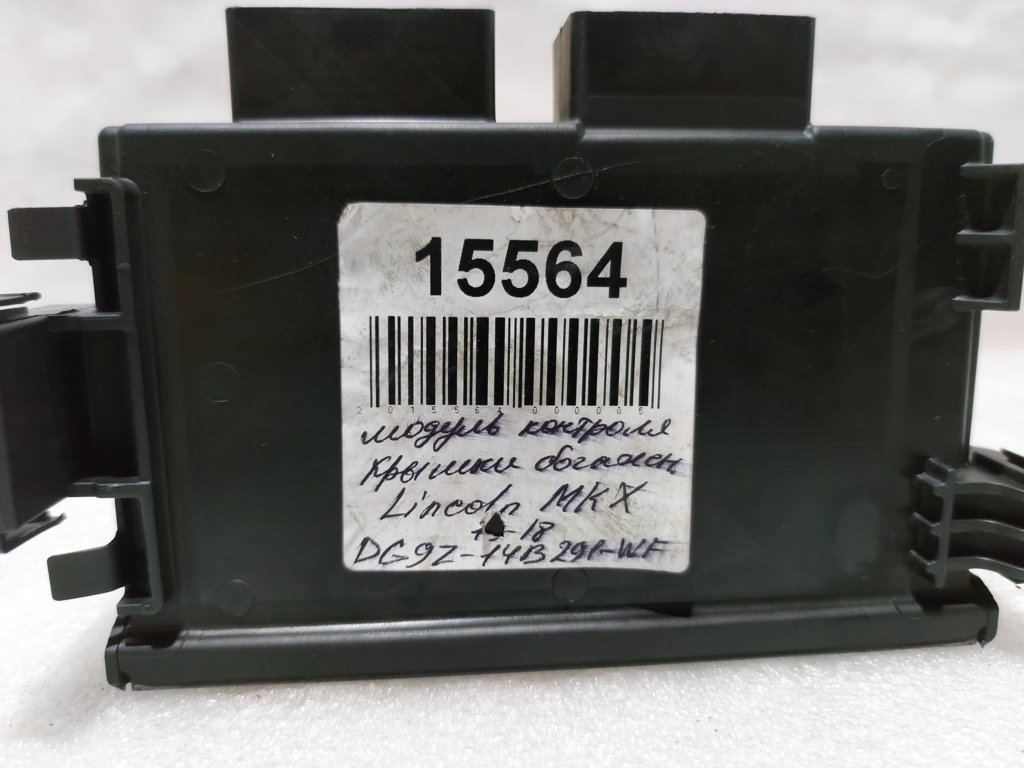 15564
2015564000005
модуль контроля
крышки багажн
Lincoln MKX
-18
DG9Z-14B291-WF